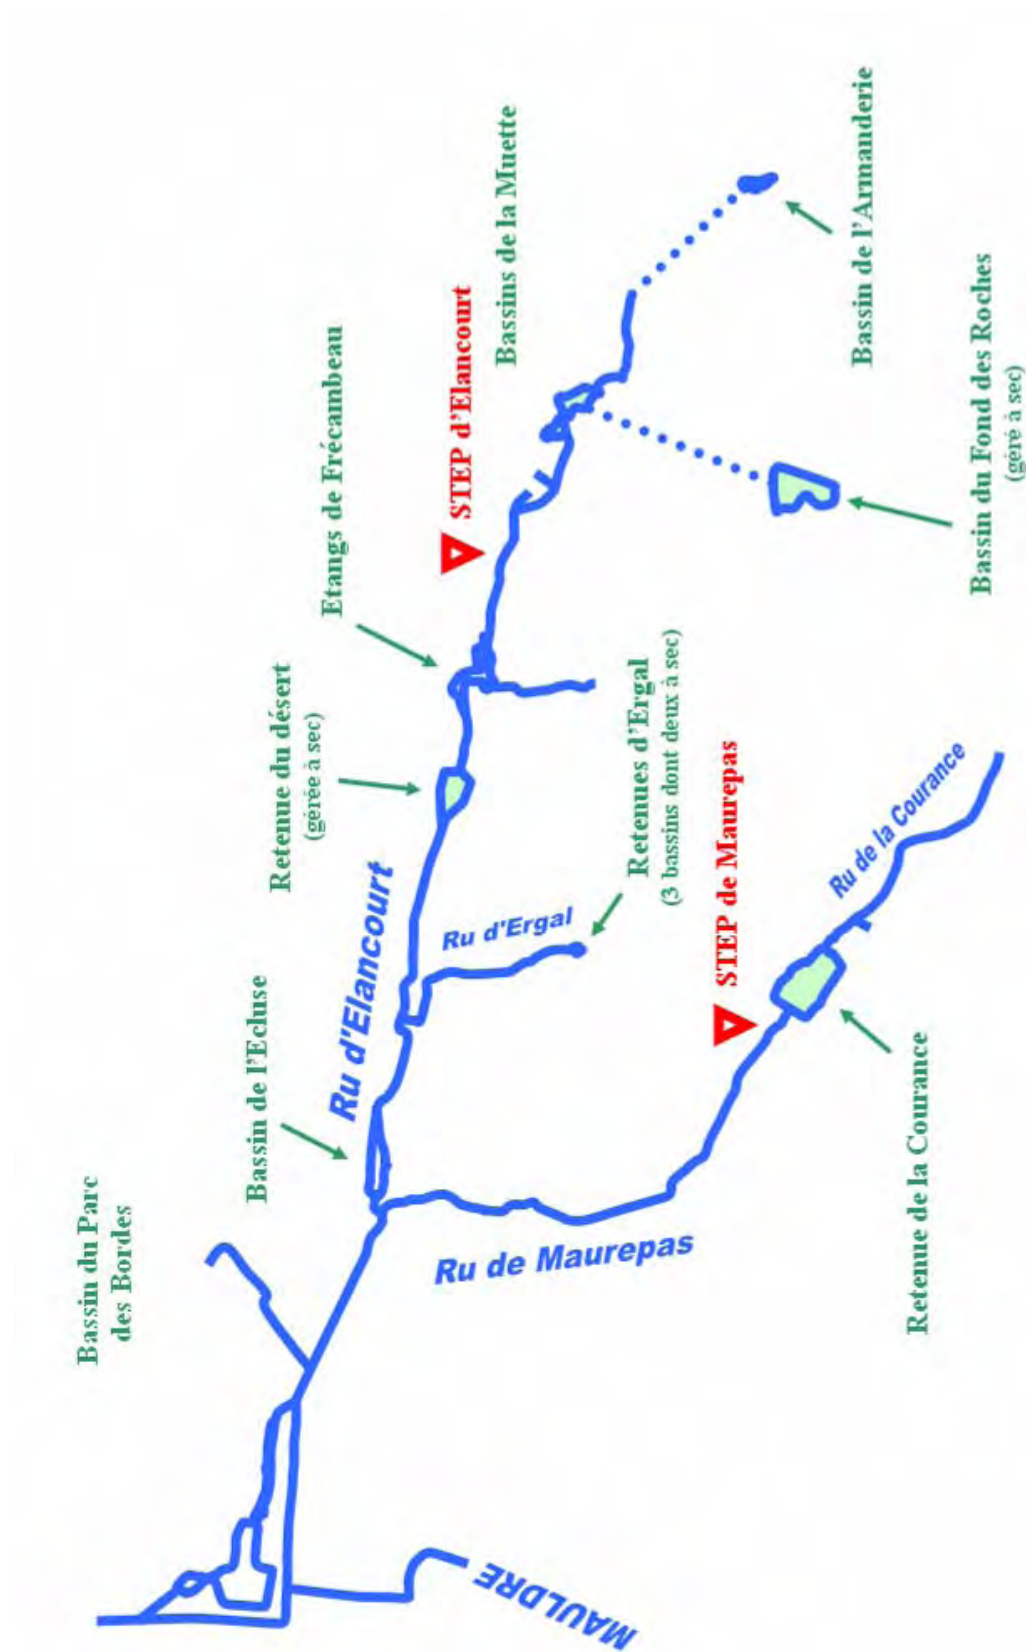 Bassin du Parc
des Bordes
Bassin de l'Ecluse
Retenue du désert
(gérée à sec)
Etangs de Frécambeau
STEP d'Elancourt
Bassins de la Muette
Ru d'Elancourt
Ru d'Ergal
Retenues d'Ergal
(3 bassins dont deux à sec)
Bassin de l'Armanderie
Bassin du Fond des Roches
(géré à sec)
MAULDRE
Ru de Maurepas
STEP de Maurepas
Ru de la Courance
Retenue de la Courance